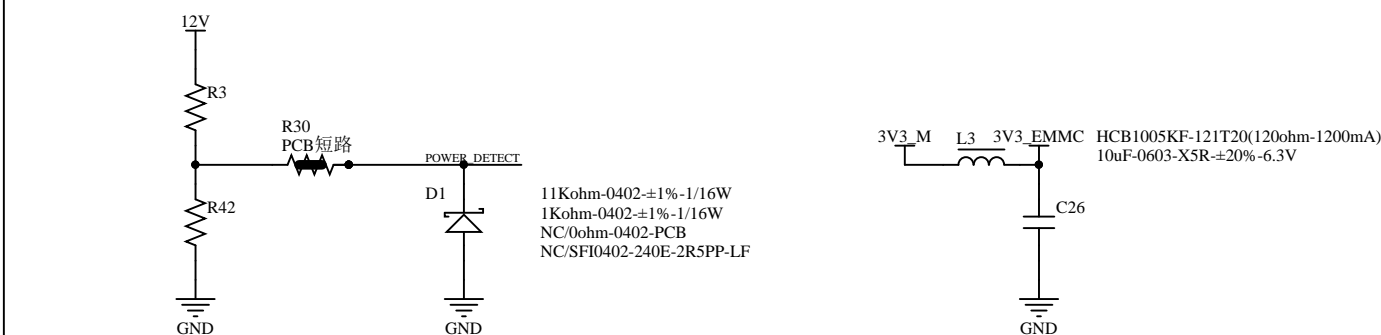 12V
R3
R30
PCB短路
POWER_DETECT
R42
D1
11Kohm-0402-±1%-1/16W
1Kohm-0402-±1%-1/16W
NC/0ohm-0402-PCB
NC/SFI0402-240E-2R5PP-LF
GND
GND
3V3_M
L3
3V3_EMMC
HCB1005KF-121T20(120ohm-1200mA)
10uF-0603-X5R-±20%-6.3V
C26
GND